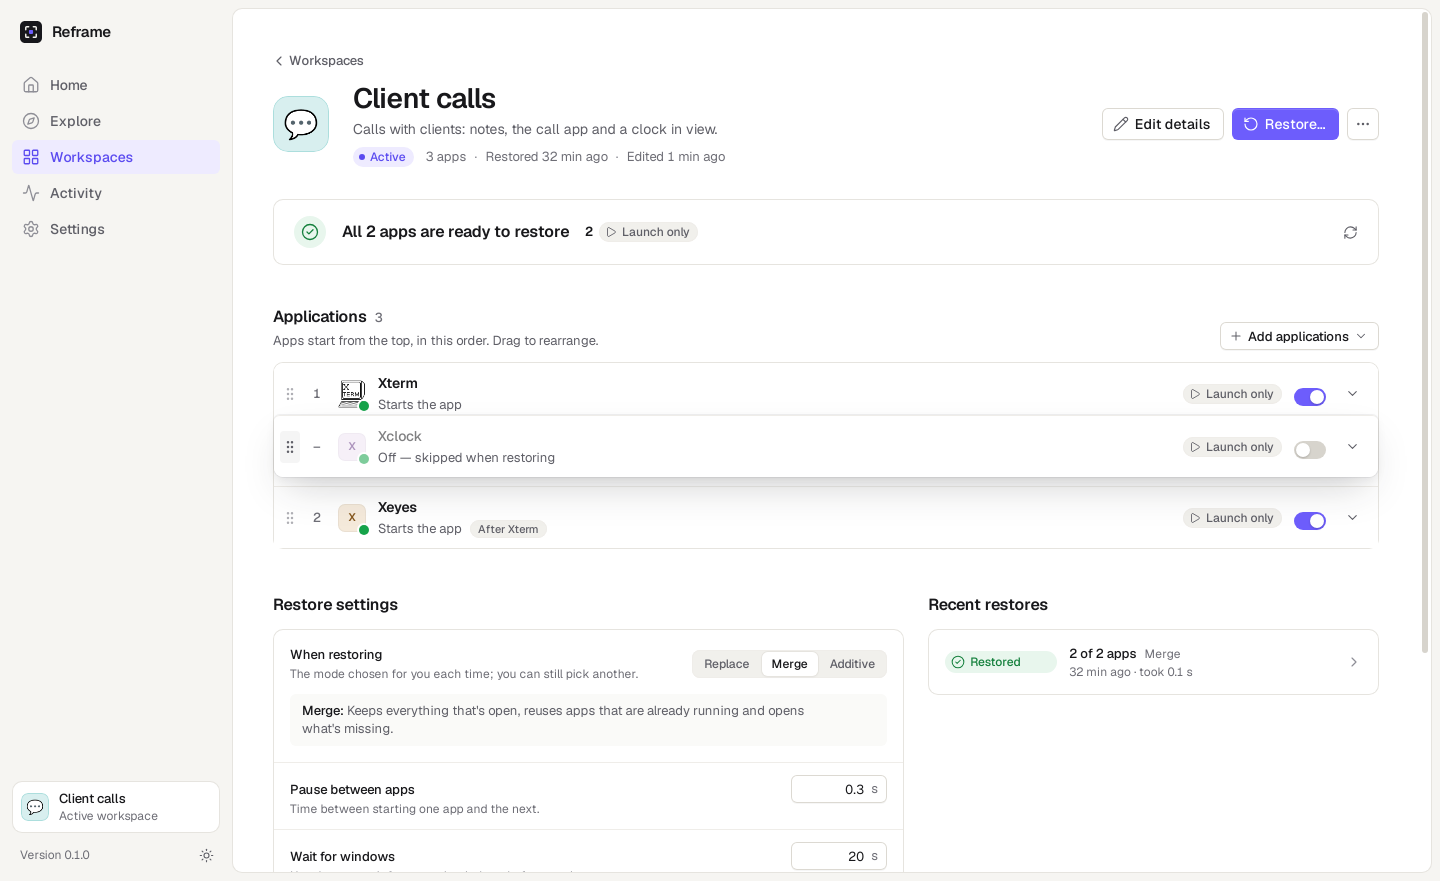 Reframe
Home
Explore
Workspaces
Activity
Settings
Client calls
Active workspace
Version 0.1.0
Workspaces
Client calls
Calls with clients: notes, the call app and a clock in view.
Active 3 apps · Restored 32 min ago · Edited 1 min ago
Edit details
Restore...
All 2 apps are ready to restore 2 Launch only
Applications 3
Apps start from the top, in this order. Drag to rearrange.
Add applications
1 Xterm Launch only
Starts the app
– X Xclock Launch only
Off — skipped when restoring
2 X Xeyes Launch only
Starts the app After Xterm
Restore settings
When restoring
The mode chosen for you each time; you can still pick another.
Replace Merge Additive
Merge: Keeps everything that's open, reuses apps that are already running and opens
what's missing.
Pause between apps 0.3 s
Time between starting one app and the next.
Wait for windows 20 s
Recent restores
Restored 2 of 2 apps Merge
32 min ago · took 0.1 s